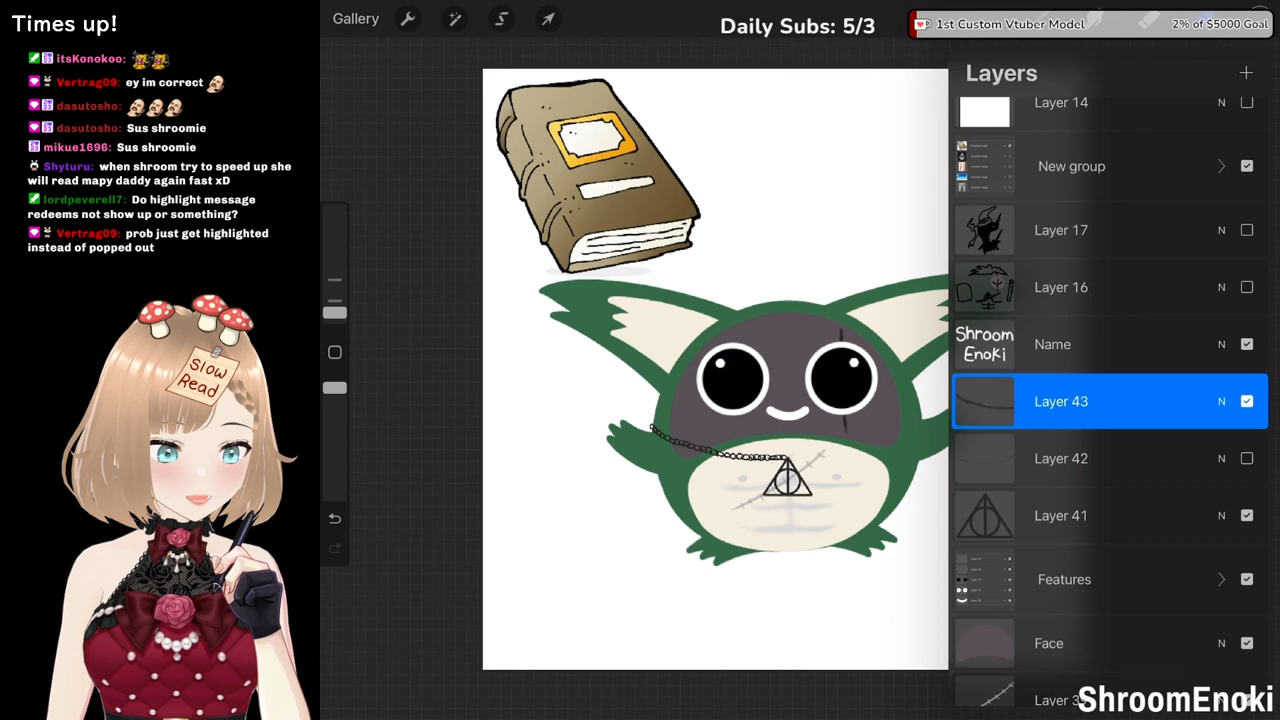 Times up!
Gallery
Daily Subs: 5/3
1st Custom Vtuber Model
2% of $5000 Goal
itsKonokoo:
Vertrag09: ey im correct
dasutosho:
dasutosho: Sus shroomie
mikue1696: Sus shroomie
Shyturu: when shroom try to speed up she
will read mapy daddy again fast xD
lordpeverell7: Do highlight message
redeems not show up or something?
Vertrag09: prob just get highlighted
instead of popped out
Slow
Read
Layers
Layer 14 N
New group
Layer 17 N
Layer 16 N
Shroom
Enoki
Name N
Layer 43 N
Layer 42 N
Layer 41 N
Features
Face N
Layer
ShroomEnoki